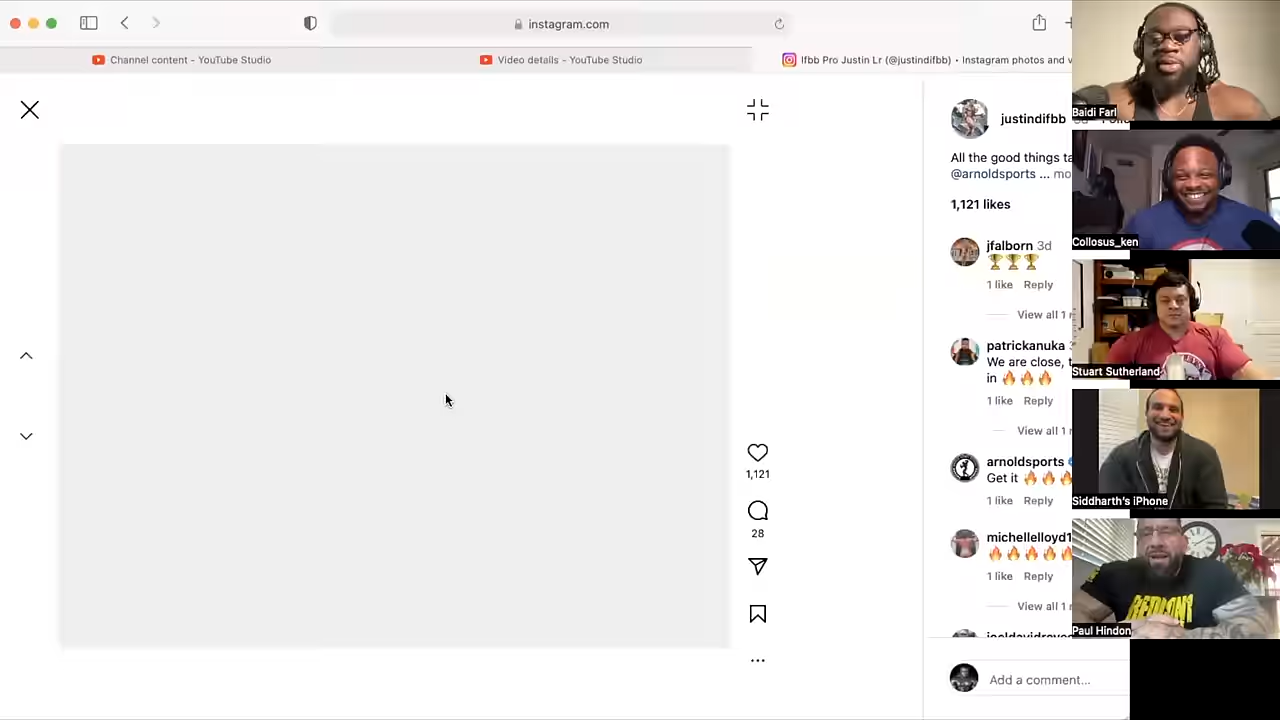 instagram.com
Channel content - YouTube Studio
Video details - YouTube Studio
Ifbb Pro Justin Lr (@justindifbb) • Instagram photos and v
justindifbb
All the good things ta
@arnoldsports ... mo
1,121 likes
jfalborn 3d
1 like Reply
View all 1
patrickanuka
We are close, t
in 🔥🔥🔥
1 like Reply
View all 1
arnoldsports
Get it 🔥🔥🔥
1 like Reply
michellelloyd1
🔥🔥🔥🔥🔥
1 like Reply
View all 1
Add a comment...
1,121
28
Baidi Farl
Collosus_ken
Stuart Sutherland
Siddharth's iPhone
Paul Hindon